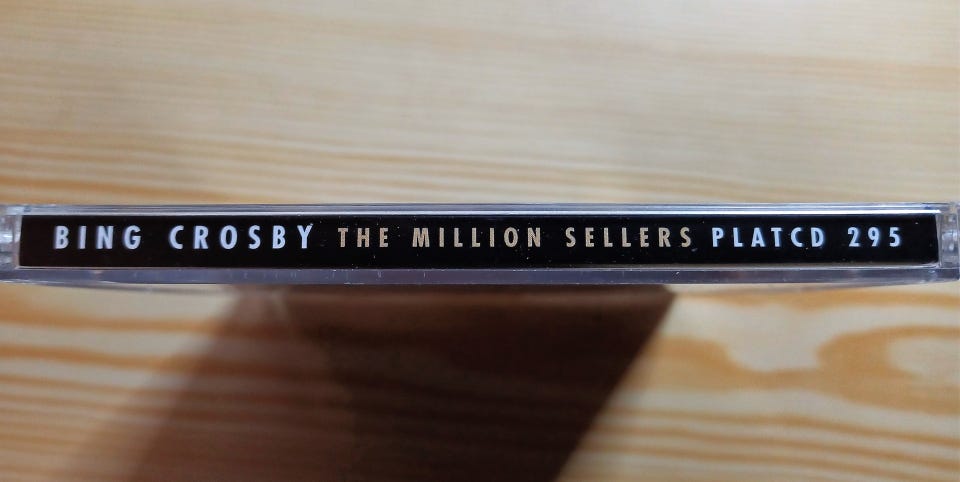 BING CROSBY THE MILLION SELLERS PLATCD 295